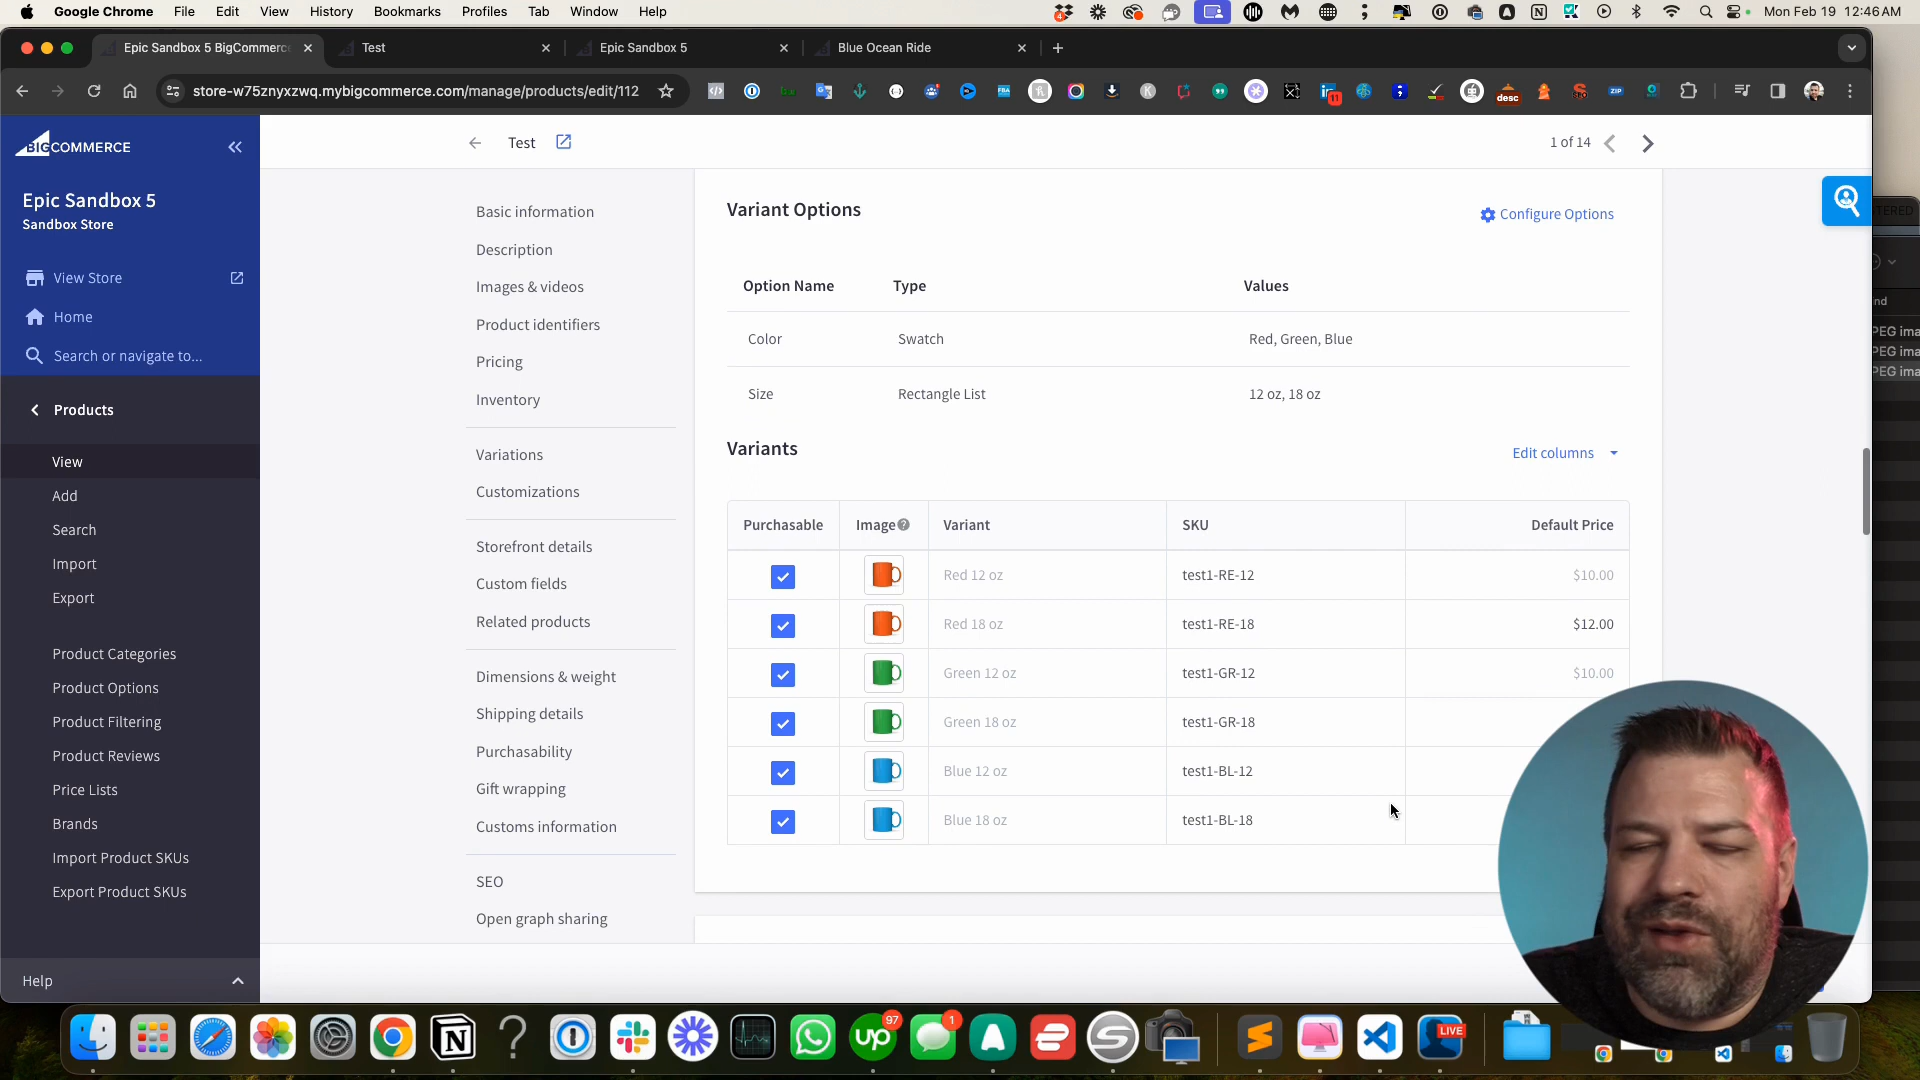 Google Chrome File Edit View History Bookmarks Profiles Tab Window Help Mon Feb 19 12:46 AM
Epic Sandbox 5 BigCommerc Test Epic Sandbox 5 Blue Ocean Ride
store-w75znyxzwq.mybigcommerce.com/manage/products/edit/112
BIGCOMMERCE
Epic Sandbox 5
Sandbox Store
View Store
Home
Search or navigate to...
Products
View
Add
Search
Import
Export
Product Categories
Product Options
Product Filtering
Product Reviews
Price Lists
Brands
Import Product SKUs
Export Product SKUs
Help
Test
1 of 14
Basic information
Description
Images & videos
Product identifiers
Pricing
Inventory
Variations
Customizations
Storefront details
Custom fields
Related products
Dimensions & weight
Shipping details
Purchasability
Gift wrapping
Customs information
SEO
Open graph sharing
Variant Options
Configure Options
Option Name Type Values
Color Swatch Red, Green, Blue
Size Rectangle List 12 oz, 18 oz
Variants
Edit columns
Purchasable Image Variant SKU Default Price
Red 12 oz test1-RE-12 $10.00
Red 18 oz test1-RE-18 $12.00
Green 12 oz test1-GR-12 $10.00
Green 18 oz test1-GR-18
Blue 12 oz test1-BL-12
Blue 18 oz test1-BL-18
97
1
LIVE